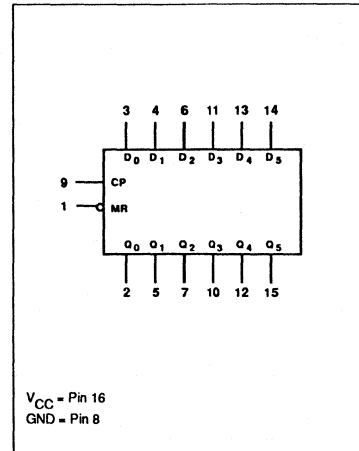 3 4 6 11 13 14
D0 D1 D2 D3 D4 D5
9 CP
1 MR
Q0 Q1 Q2 Q3 Q4 Q5
2 5 7 10 12 15
VCC = Pin 16
GND = Pin 8